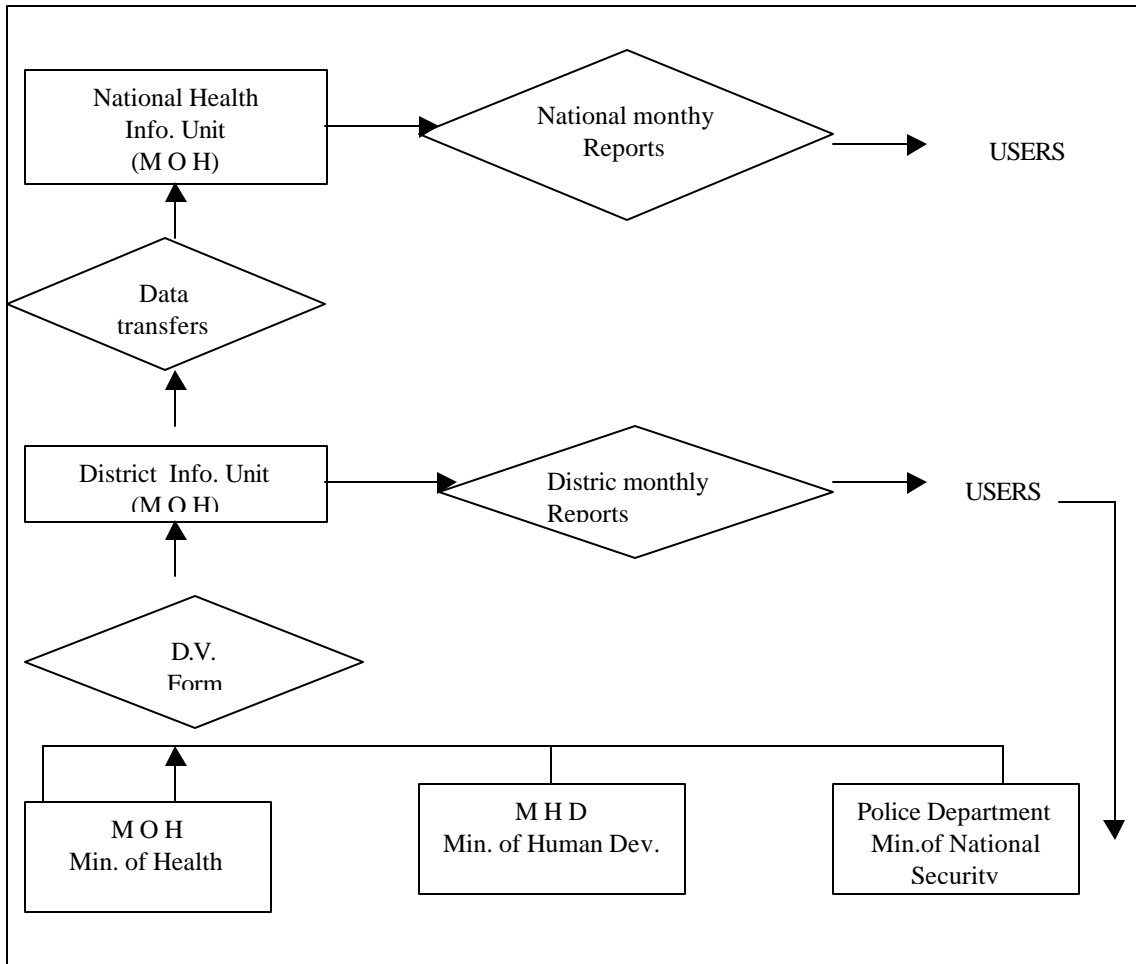 National Health
Info. Unit
(M O H)
National monthy
Reports
USERS
Data
transfers
District Info. Unit
(M O H)
Distric monthly
Reports
USERS
D.V.
Form
M O H
Min. of Health
M H D
Min. of Human Dev.
Police Department
Min.of National
Security